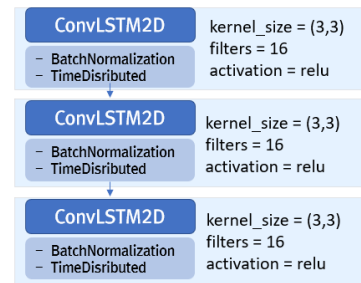 ConvLSTM2D
kernel_size = (3,3)
filters = 16
activation = relu
– BatchNormalization
– TimeDisributed
ConvLSTM2D
kernel_size = (3,3)
filters = 16
activation = relu
– BatchNormalization
– TimeDisributed
ConvLSTM2D
kernel_size = (3,3)
filters = 16
activation = relu
– BatchNormalization
– TimeDisributed